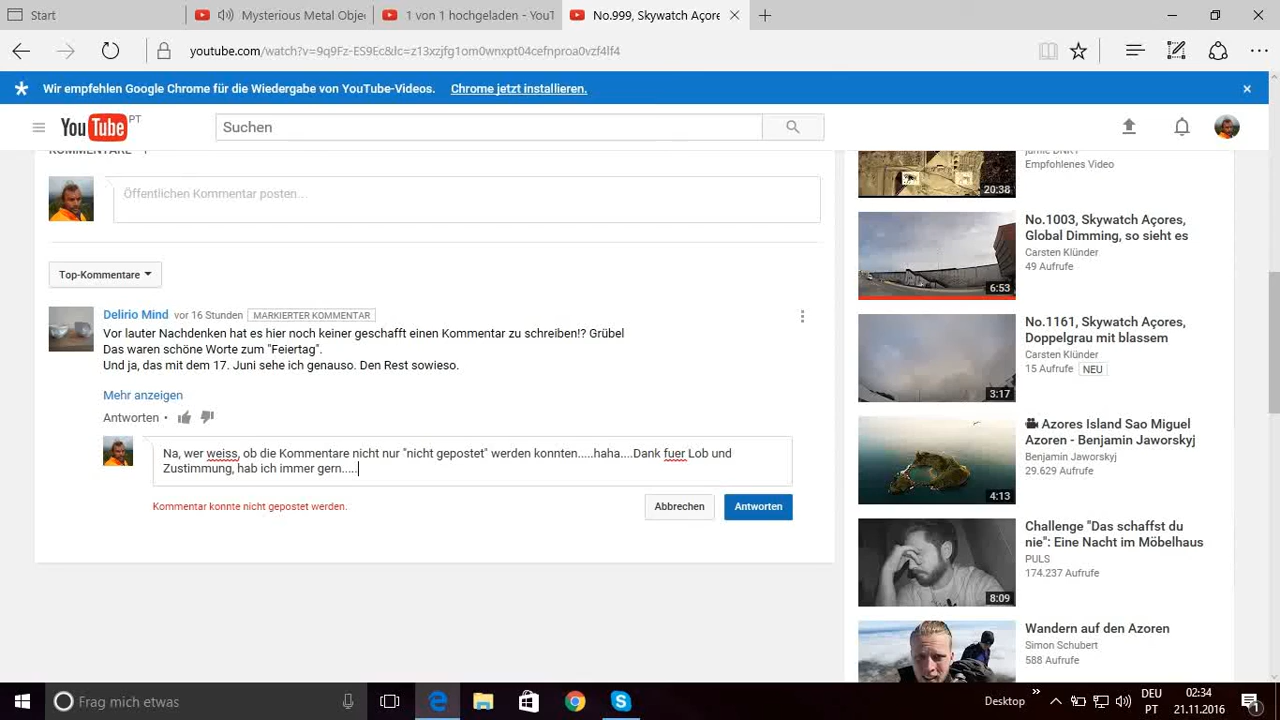 Start
Mysterious Metal Obje
1 von 1 hochgeladen - YouT
No.999, Skywatch Açore
youtube.com/watch?v=9q9Fz-ES9Ec&lc=z13xzjfg1om0wnxpt04cefnproa0vzf4lf4
Wir empfehlen Google Chrome für die Wiedergabe von YouTube-Videos. Chrome jetzt installieren.
YouTube PT
Suchen
Öffentlichen Kommentar posten...
Top-Kommentare
Delirio Mind vor 16 Stunden MARKIERTER KOMMENTAR
Vor lauter Nachdenken hat es hier noch keiner geschafft einen Kommentar zu schreiben!? Grübel
Das waren schöne Worte zum "Feiertag".
Und ja, das mit dem 17. Juni sehe ich genauso. Den Rest sowieso.
Mehr anzeigen
Antworten •
Na, wer weiss, ob die Kommentare nicht nur "nicht gepostet" werden konnten.....haha....Dank fuer Lob und
Zustimmung, hab ich immer gern.....
Kommentar konnte nicht gepostet werden.
Abbrechen
Antworten
Empfohlenes Video
20:38
No.1003, Skywatch Açores,
Global Dimming, so sieht es
Carsten Klünder
49 Aufrufe
6:53
No.1161, Skywatch Açores,
Doppelgrau mit blassem
Carsten Klünder
15 Aufrufe NEU
3:17
Azores Island Sao Miguel
Azoren - Benjamin Jaworskyj
Benjamin Jaworskyj
29.629 Aufrufe
4:13
Challenge "Das schaffst du
nie": Eine Nacht im Möbelhaus
PULS
174.237 Aufrufe
8:09
Wandern auf den Azoren
Simon Schubert
588 Aufrufe
Frag mich etwas
Desktop
DEU
PT
02:34
21.11.2016
1